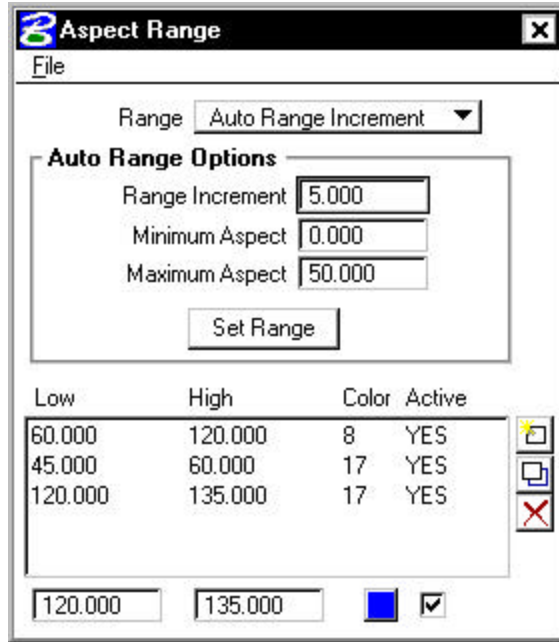 Aspect Range
File
Range Auto Range Increment
Auto Range Options
Range Increment 5.000
Minimum Aspect 0.000
Maximum Aspect 50.000
Set Range
Low High Color Active
60.000 120.000 8 YES
45.000 60.000 17 YES
120.000 135.000 17 YES
120.000 135.000